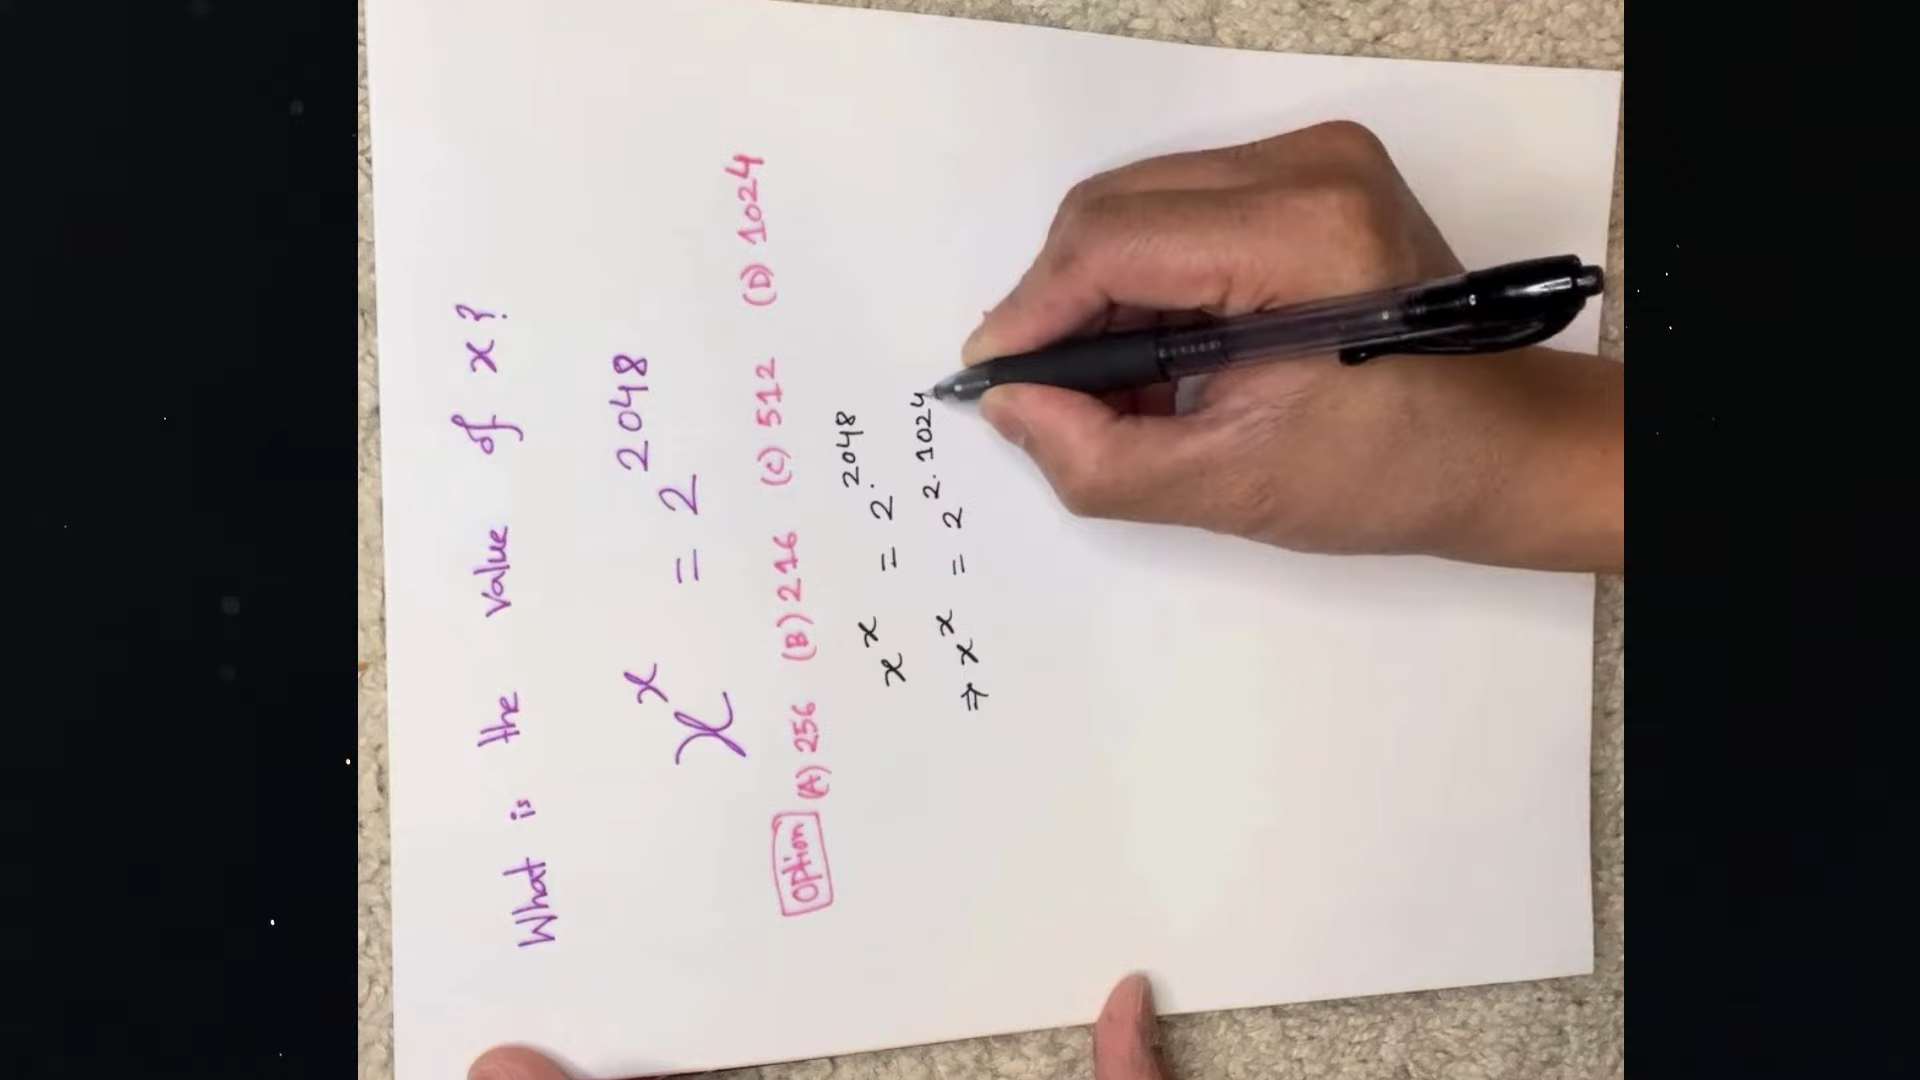 What is the value of x?
x^x = 2^2048
Option (A) 256 (B) 216 (C) 512 (D) 1024
x^x = 2^.2048
⇒ x^x = 2^2.1024